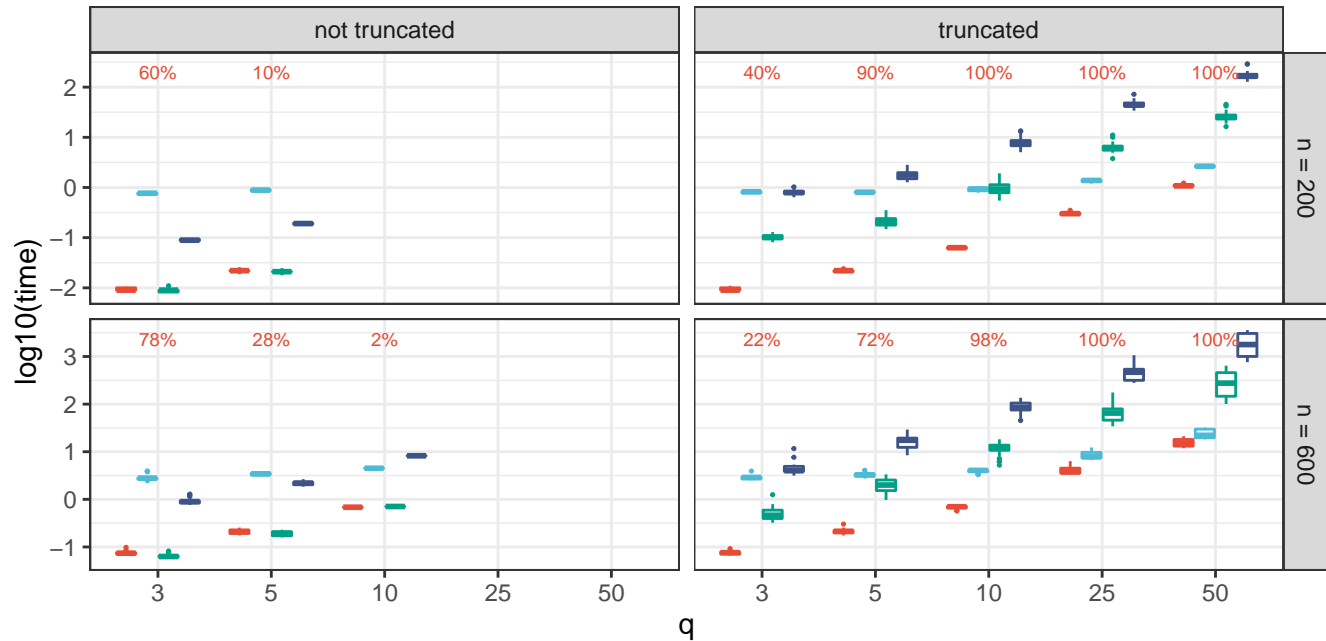 not truncated truncated
60% 10% 40% 90% 100% 100% 100%
2
1
0
−1
−2
n = 200
78% 28% 2% 22% 72% 98% 100% 100%
3
2
1
0
−1
n = 600
log10(time)
3 5 10 25 50 3 5 10 25 50
q